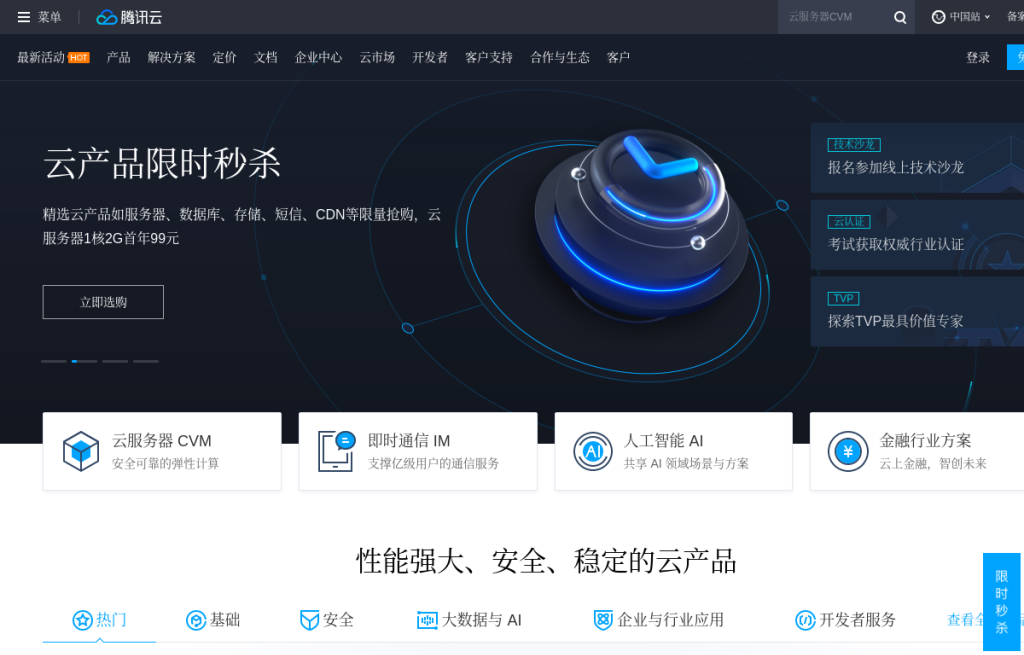 菜单
腾讯云
云服务器CVM
中国站
备案
最新活动 HOT 产品 解决方案 定价 文档 企业中心 云市场 开发者 客户支持 合作与生态 客户
登录
云产品限时秒杀
精选云产品如服务器、数据库、存储、短信、CDN等限量抢购，云
服务器1核2G首年99元
立即选购
技术沙龙
报名参加线上技术沙龙
云认证
考试获取权威行业认证
TVP
探索TVP最具价值专家
云服务器 CVM
安全可靠的弹性计算
即时通信 IM
支撑亿级用户的通信服务
人工智能 AI
共享 AI 领域场景与方案
金融行业方案
云上金融，智创未来
性能强大、安全、稳定的云产品
热门 基础 安全 大数据与 AI 企业与行业应用 开发者服务 查看全
限时秒杀